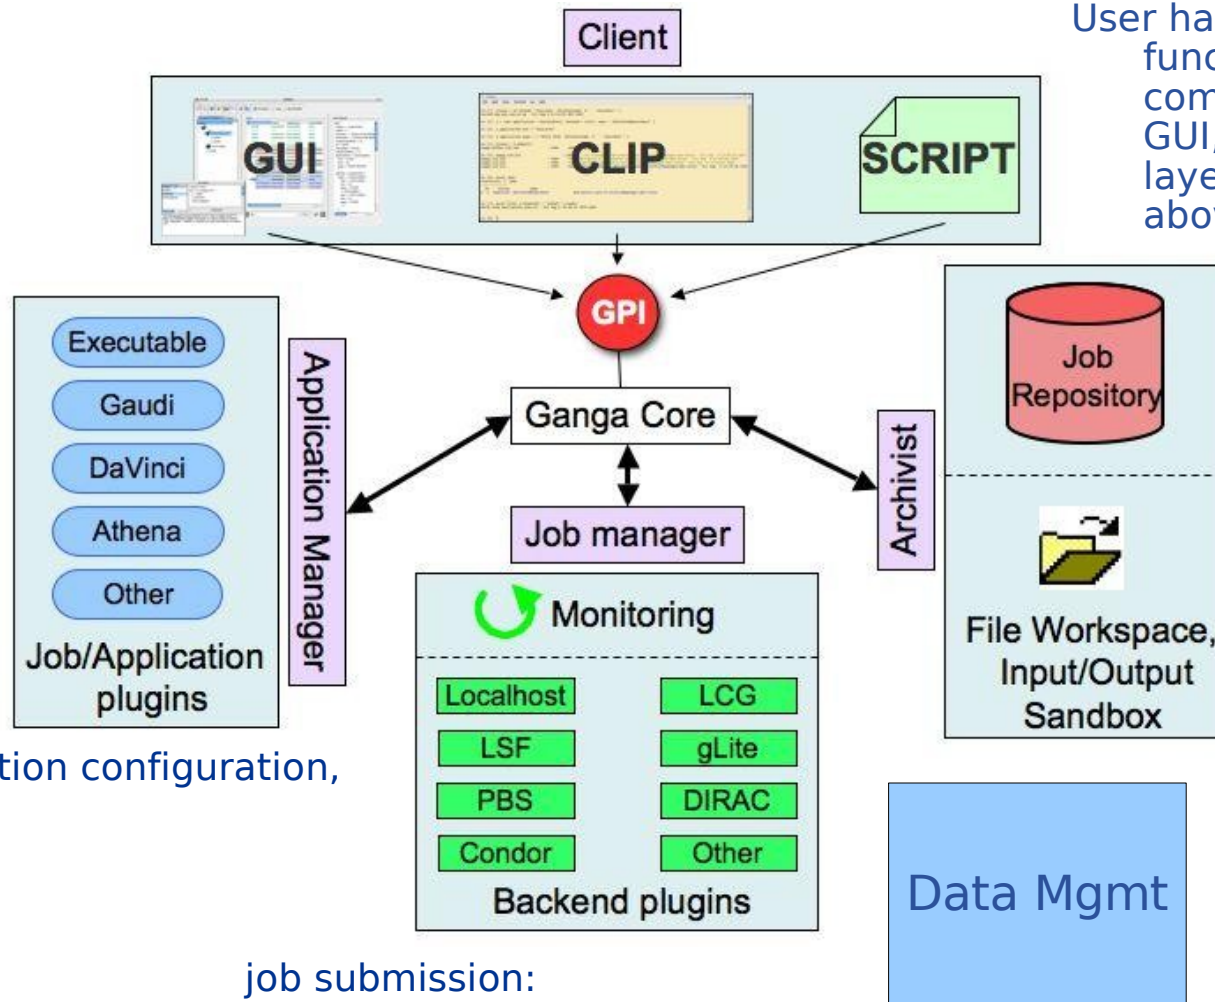 Client
User ha
func
com
GUI,
laye
abov
GUI
CLIP
SCRIPT
GPI
Executable
Gaudi
DaVinci
Athena
Other
Job/Application
plugins
Application Manager
Ganga Core
Job manager
Archivist
Job
Repository
File Workspace,
Input/Output
Sandbox
Monitoring
Localhost
LCG
LSF
gLite
PBS
DIRAC
Condor
Other
Backend plugins
tion configuration,
Data Mgmt
job submission: